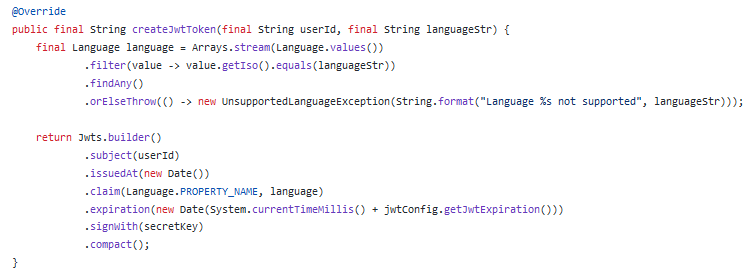 @Override
public final String createJwtToken(final String userId, final String languageStr) {
    final Language language = Arrays.stream(Language.values())
            .filter(value -> value.getIso().equals(languageStr))
            .findAny()
            .orElseThrow(() -> new UnsupportedLanguageException(String.format("Language %s not supported", languageStr)));

    return Jwts.builder()
            .subject(userId)
            .issuedAt(new Date())
            .claim(Language.PROPERTY_NAME, language)
            .expiration(new Date(System.currentTimeMillis() + jwtConfig.getJwtExpiration()))
            .signWith(secretKey)
            .compact();
}